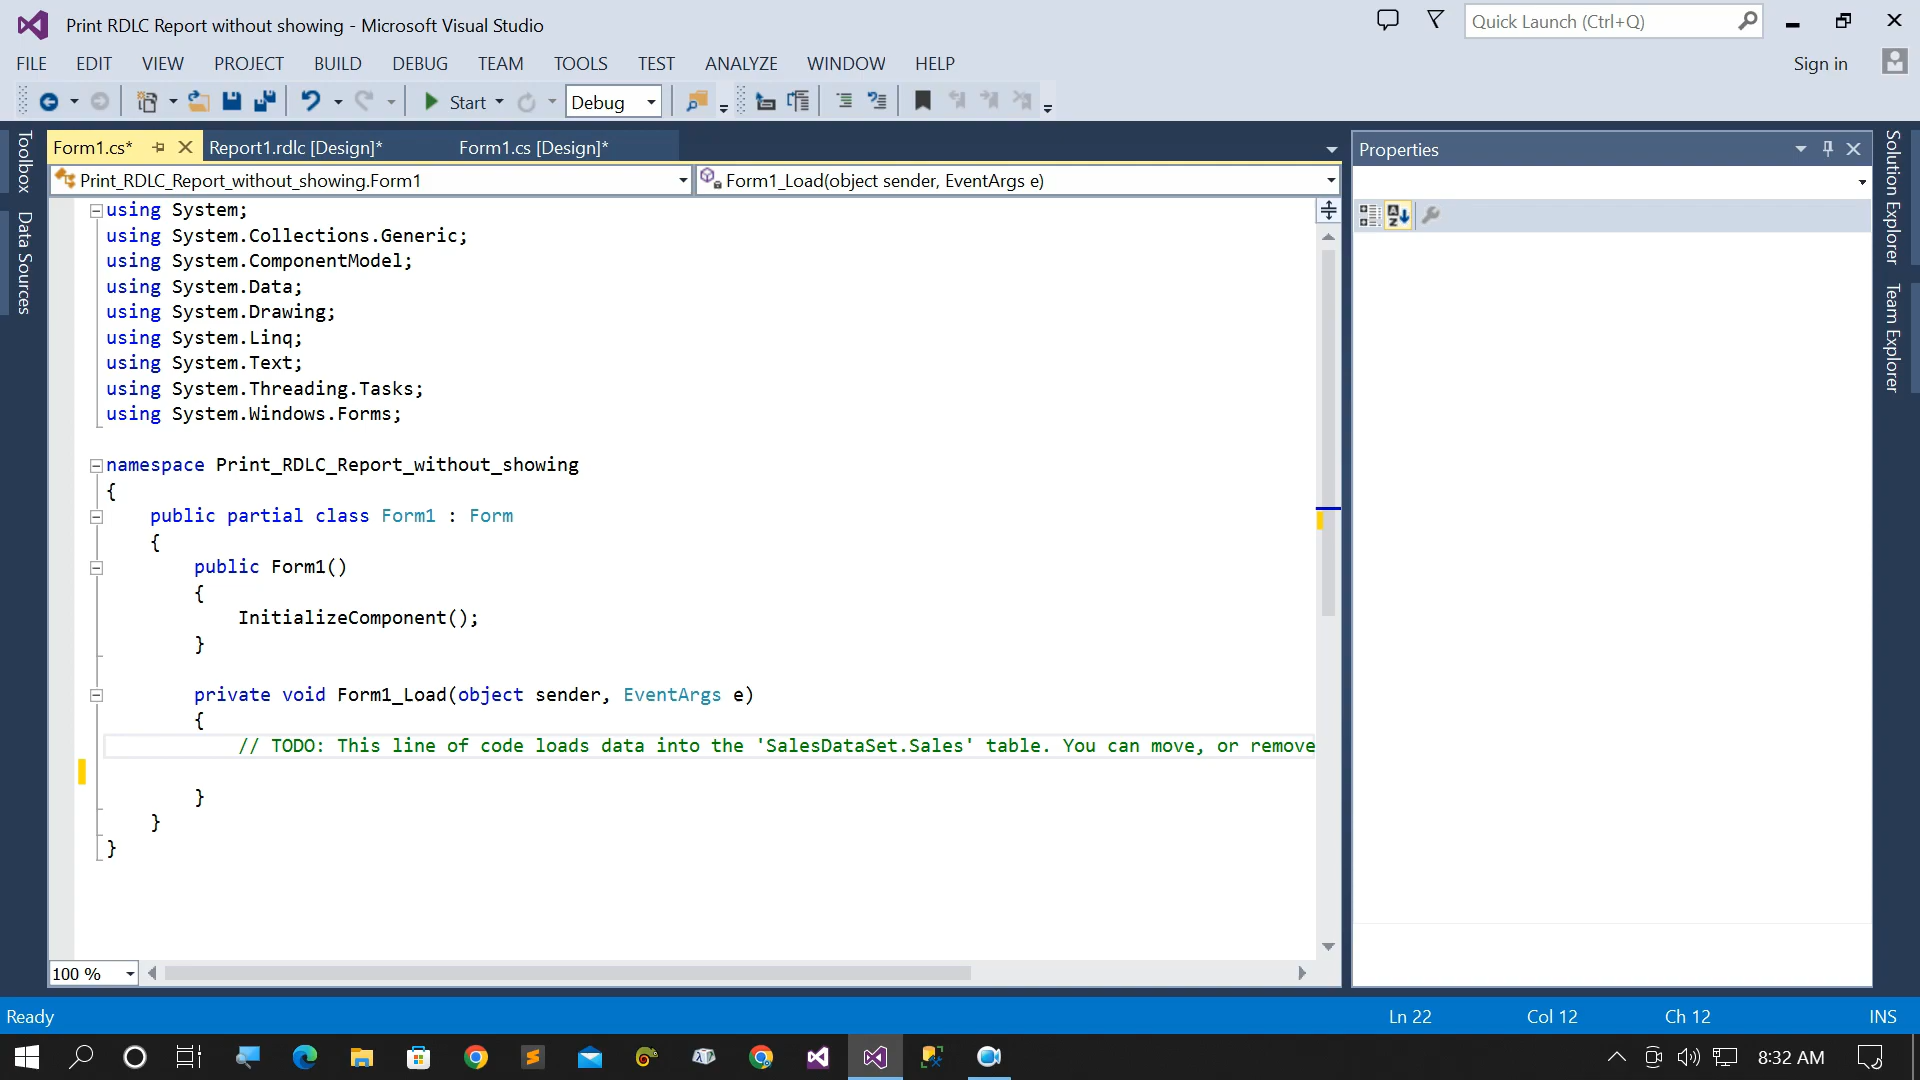 Print RDLC Report without showing - Microsoft Visual Studio
Quick Launch (Ctrl+Q)
FILE EDIT VIEW PROJECT BUILD DEBUG TEAM TOOLS TEST ANALYZE WINDOW HELP
Sign in
Start Debug
Toolbox
Data Sources
Form1.cs* Report1.rdlc [Design]* Form1.cs [Design]*
Print_RDLC_Report_without_showing.Form1
Form1_Load(object sender, EventArgs e)
using System;
using System.Collections.Generic;
using System.ComponentModel;
using System.Data;
using System.Drawing;
using System.Linq;
using System.Text;
using System.Threading.Tasks;
using System.Windows.Forms;
namespace Print_RDLC_Report_without_showing
{
public partial class Form1 : Form
{
public Form1()
{
InitializeComponent();
}
private void Form1_Load(object sender, EventArgs e)
{
// TODO: This line of code loads data into the 'SalesDataSet.Sales' table. You can move, or remove
}
}
}
100 %
Properties
Solution Explorer
Team Explorer
Ready
Ln 22
Col 12
Ch 12
INS
8:32 AM